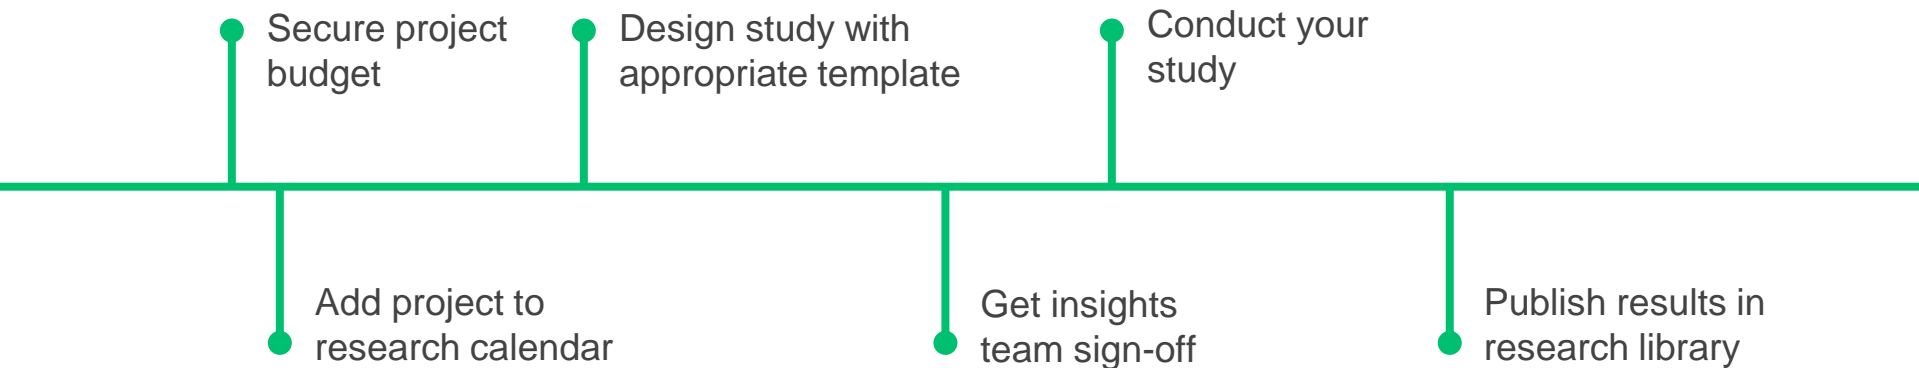 Secure project
budget
Design study with
appropriate template
Conduct your
study
Add project to
research calendar
Get insights
team sign-off
Publish results in
research library